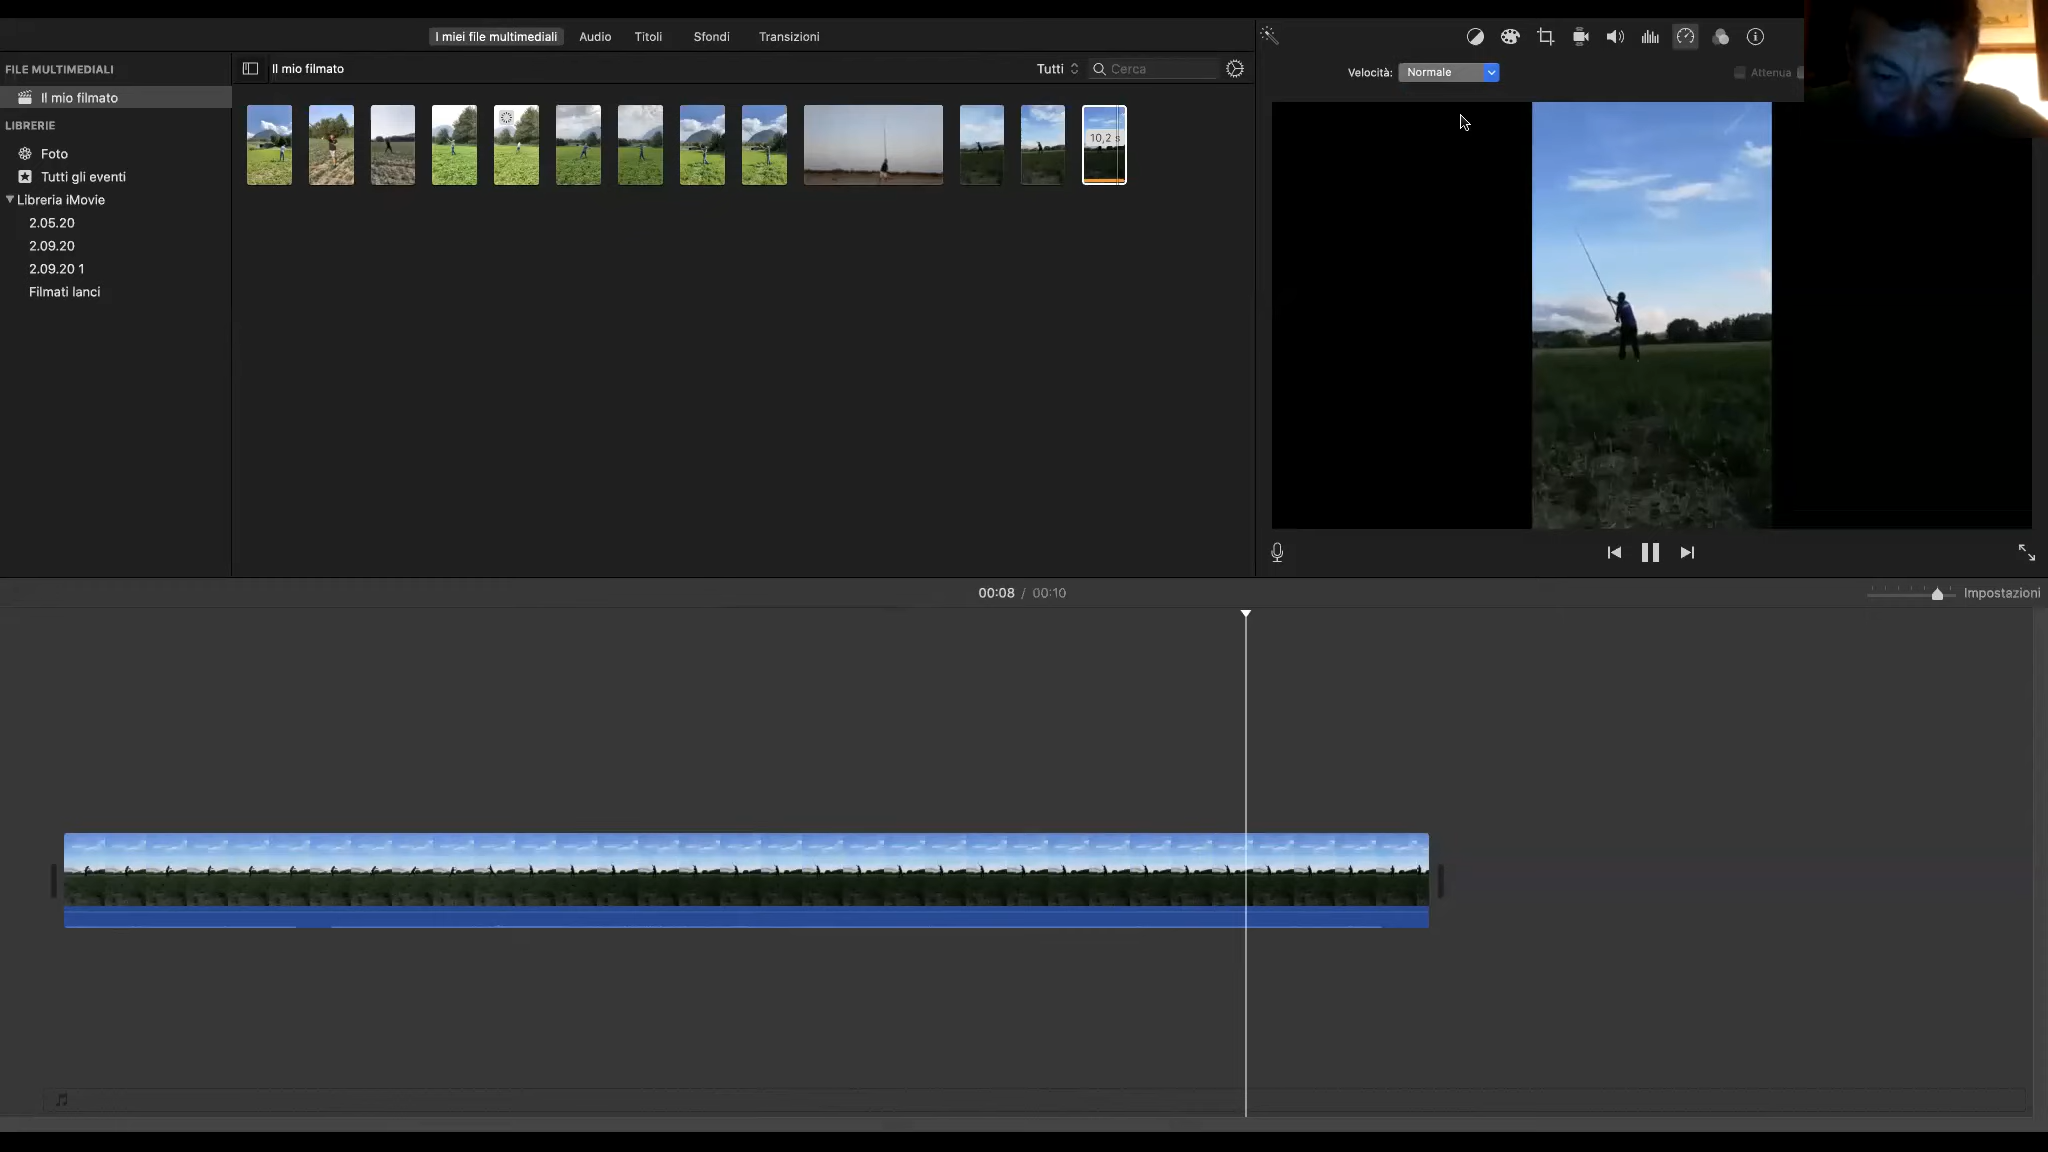 I miei file multimediali Audio Titoli Sfondi Transizioni
FILE MULTIMEDIALI
Il mio filmato
LIBRERIE
Foto
Tutti gli eventi
Libreria iMovie
2.05.20
2.09.20
2.09.20 1
Filmati lanci
Il mio filmato Tutti Cerca
10,2 s
Velocità: Normale Attenua
00:08 / 00:10 Impostazioni